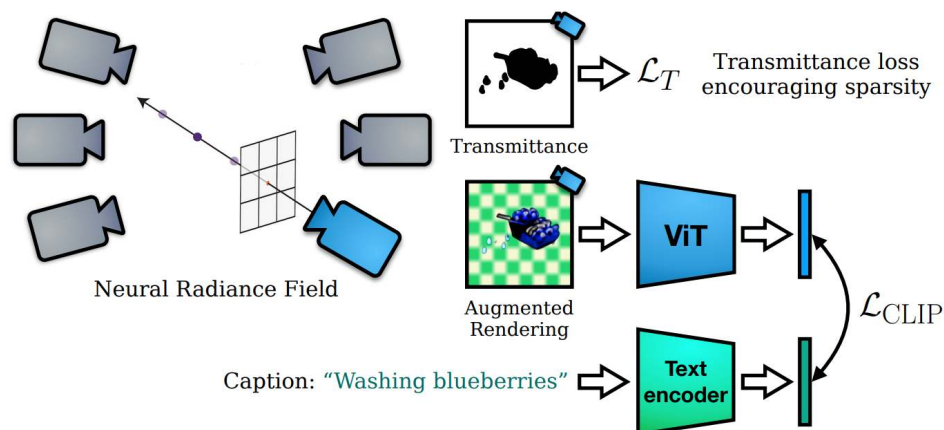 Neural Radiance Field
Transmittance
ℒ_T
Transmittance loss
encouraging sparsity
Augmented
Rendering
ViT
ℒ_CLIP
Caption: “Washing blueberries”
Text
encoder